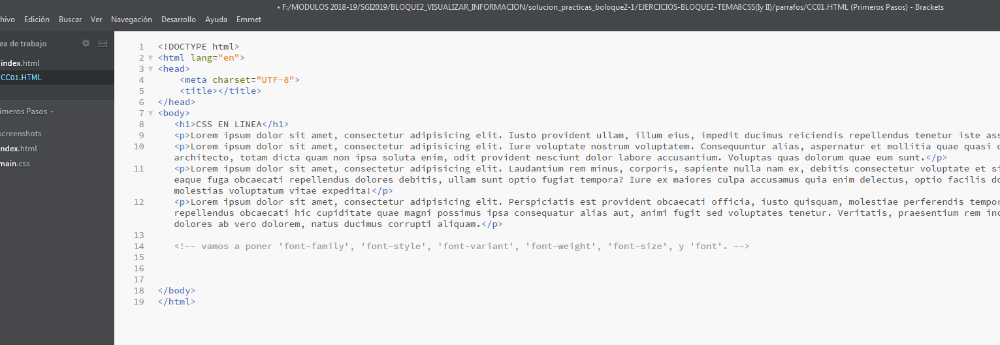 • F:/MODULOS 2018-19/SGI2019/BLOQUE2_VISUALIZAR_INFORMACION/solucion_practicas_boloque2-1/EJERCICIOS-BLOQUE2-TEMA8CSS(Iy II)/parrafos/CC01.HTML (Primeros Pasos) - Brackets
hivo Edición Buscar Ver Navegación Desarrollo Ayuda Emmet
ea de trabajo
index.html
CC01.HTML
imeros Pasos
screenshots
ndex.html
main.css
1 <!DOCTYPE html>
2 <html lang="en">
3 <head>
4 <meta charset="UTF-8">
5 <title></title>
6 </head>
7 <body>
8 <h1>CSS EN LINEA</h1>
9 <p>Lorem ipsum dolor sit amet, consectetur adipisicing elit. Iusto provident ullam, illum eius, impedit ducimus reiciendis repellendus tenetur iste ass
10 <p>Lorem ipsum dolor sit amet, consectetur adipisicing elit. Iure voluptate nostrum voluptatem. Consequuntur alias, aspernatur et mollitia quae quasi
architecto, totam dicta quam non ipsa soluta enim, odit provident nesciunt dolor labore accusantium. Voluptas quas dolorum quae eum sunt.</p>
11 <p>Lorem ipsum dolor sit amet, consectetur adipisicing elit. Laudantium rem minus, corporis, sapiente nulla nam ex, debitis consectetur voluptate et si
eaque fuga obcaecati repellendus dolores debitis, ullam sunt optio fugiat tempora? Iure ex maiores culpa accusamus quia enim delectus, optio facilis do
molestias voluptatum vitae expedita!</p>
12 <p>Lorem ipsum dolor sit amet, consectetur adipisicing elit. Perspiciatis est provident obcaecati officia, iusto quisquam, molestiae perferendis tempor
repellendus obcaecati hic cupiditate quae magni possimus ipsa consequatur alias aut, animi fugit sed voluptates tenetur. Veritatis, praesentium rem inc
dolores ab vero dolorem, natus ducimus corrupti aliquam.</p>
13
14 <!-- vamos a poner 'font-family', 'font-style', 'font-variant', 'font-weight', 'font-size', y 'font'. -->
15
16
17
18 </body>
19 </html>